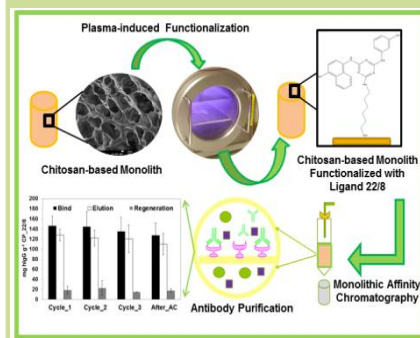 Plasma-induced Functionalization
Chitosan-based Monolith
Chitosan-based Monolith
Functionalized with
Ligand 22/8
mg hIgG g⁻¹ CP_22/8
200
180
160
140
120
100
80
60
40
20
0
Bind
Elution
Regeneration
Cycle_1
Cycle_2
Cycle_3
After_AC
Antibody Purification
Monolithic Affinity
Chromatography